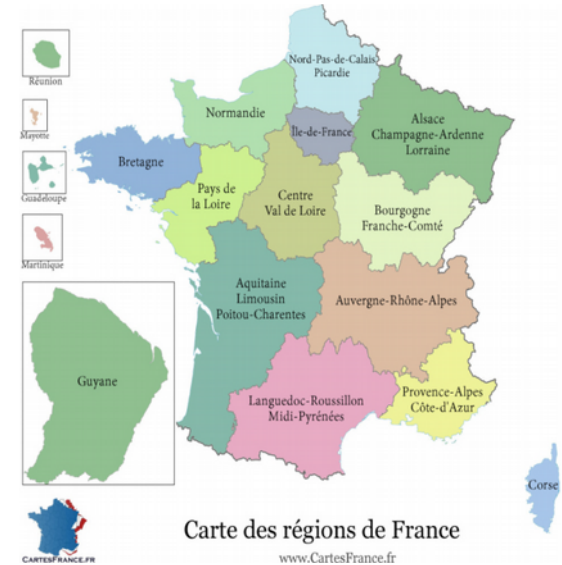 Nord-Pas-de-Calais
Picardie
Réunion
Normandie
Île-de-France
Alsace
Champagne-Ardenne
Lorraine
Mayotte
Bretagne
Guadeloupe
Pays de
la Loire
Centre
Val de Loire
Bourgogne
Franche-Comté
Martinique
Aquitaine
Limousin
Poitou-Charentes
Auvergne-Rhône-Alpes
Guyane
Languedoc-Roussillon
Midi-Pyrénées
Provence-Alpes
Côte-d'Azur
Corse
CARTESFRANCE.FR
Carte des régions de France
www.CartesFrance.fr